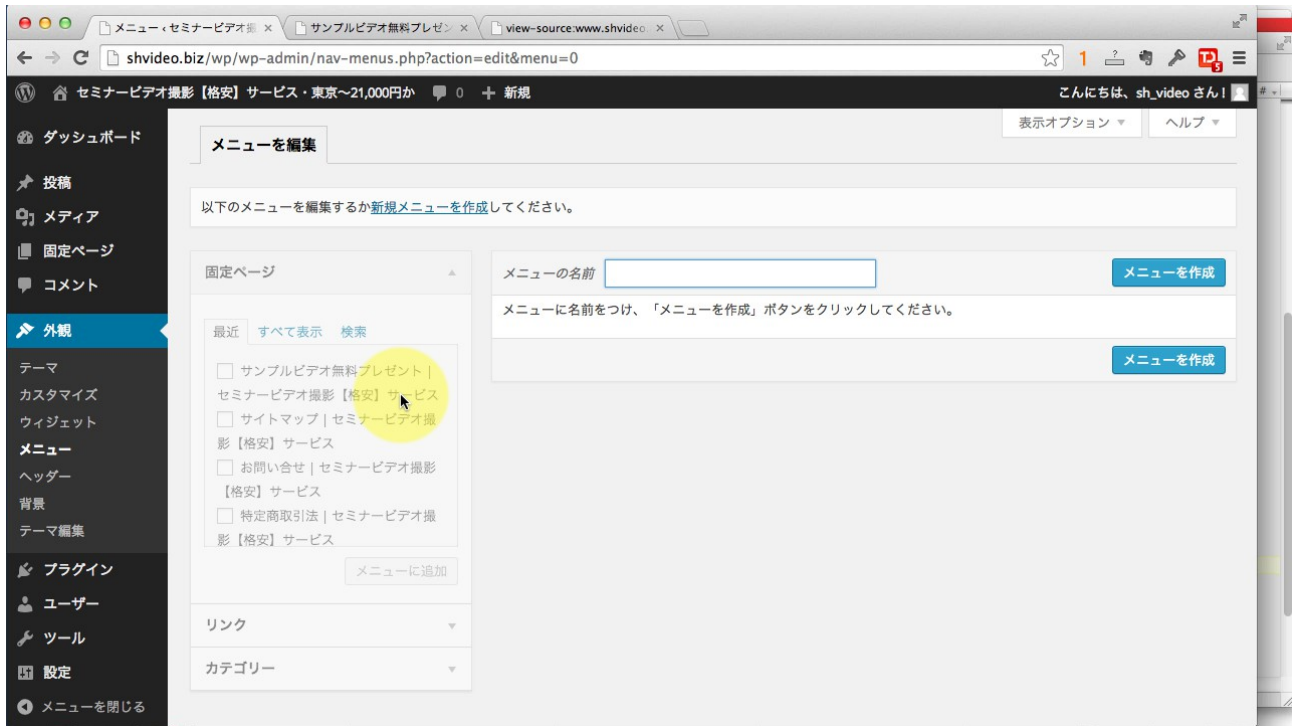 メニュー ‹ セミナービデオ撮
サンプルビデオ無料プレゼン
view-source:www.shvideo
shvideo.biz/wp/wp-admin/nav-menus.php?action=edit&menu=0
1
5
セミナービデオ撮影【格安】サービス・東京～21,000円か
0
新規
こんにちは、sh_video さん !
ダッシュボード
投稿
メディア
固定ページ
コメント
外観
テーマ
カスタマイズ
ウィジェット
メニュー
ヘッダー
背景
テーマ編集
プラグイン
ユーザー
ツール
設定
メニューを閉じる
表示オプション
ヘルプ
メニューを編集
以下のメニューを編集するか新規メニューを作成してください。
固定ページ
最近 すべて表示 検索
サンプルビデオ無料プレゼント |
セミナービデオ撮影【格安】サービス
サイトマップ | セミナービデオ撮
影【格安】サービス
お問い合せ | セミナービデオ撮影
【格安】サービス
特定商取引法 | セミナービデオ撮
影【格安】サービス
メニューに追加
リンク
カテゴリー
メニューの名前
メニューを作成
メニューに名前をつけ、「メニューを作成」ボタンをクリックしてください。
メニューを作成